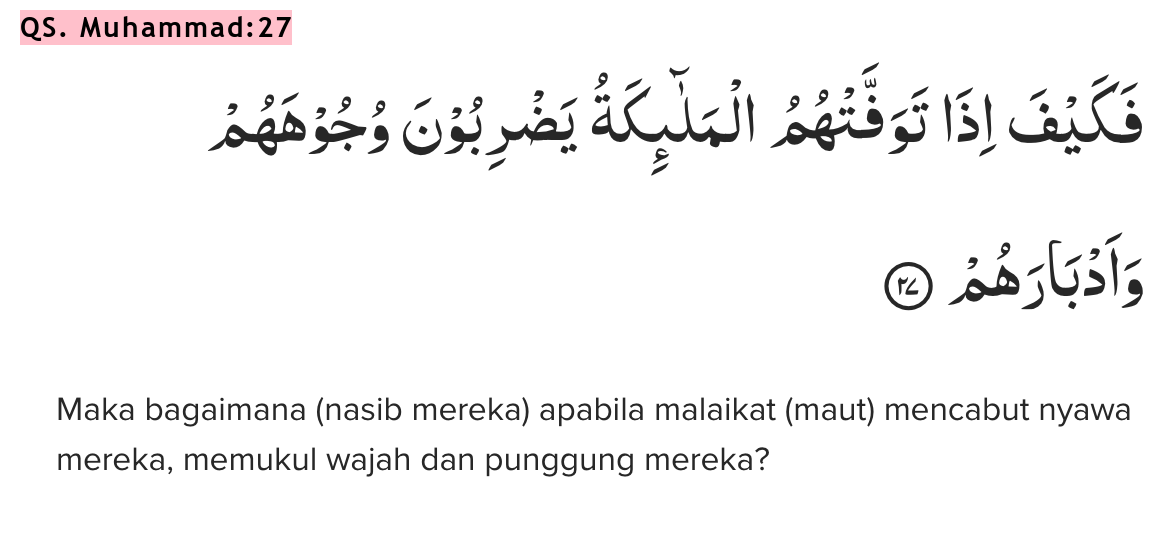 QS. Muhammad:27
فَكَيْفَ اِذَا تَوَفَّتْهُمُ الْمَلٰۤىِٕكَةُ يَضْرِبُوْنَ وُجُوْهَهُمْ
وَاَدْبَارَهُمْ ٢٧
Maka bagaimana (nasib mereka) apabila malaikat (maut) mencabut nyawa
mereka, memukul wajah dan punggung mereka?